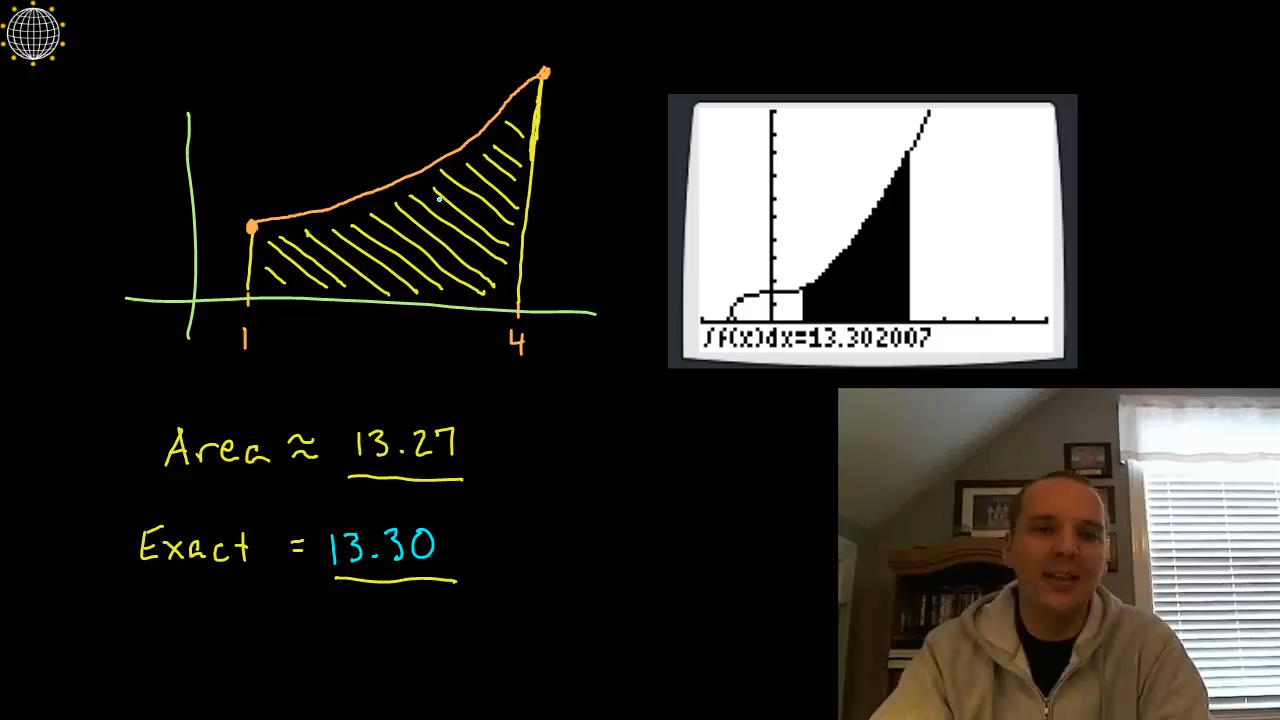 1
4
∫f(x)dx=13.302007
Area ≈ 13.27
Exact = 13.30